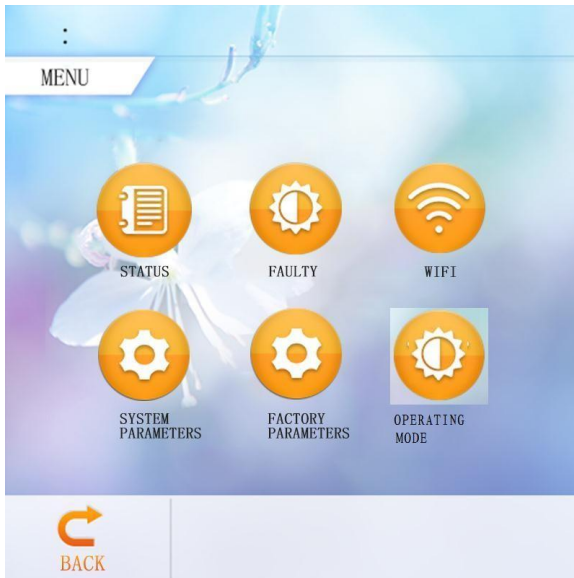 :
MENU
STATUS FAULTY WIFI
SYSTEM PARAMETERS
FACTORY PARAMETERS
OPERATING MODE
BACK